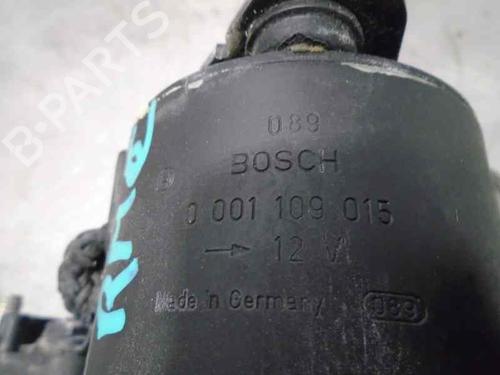 089
BOSCH
0 001 109 015
→ 12 V
Made in Germany 089
B-PARTS